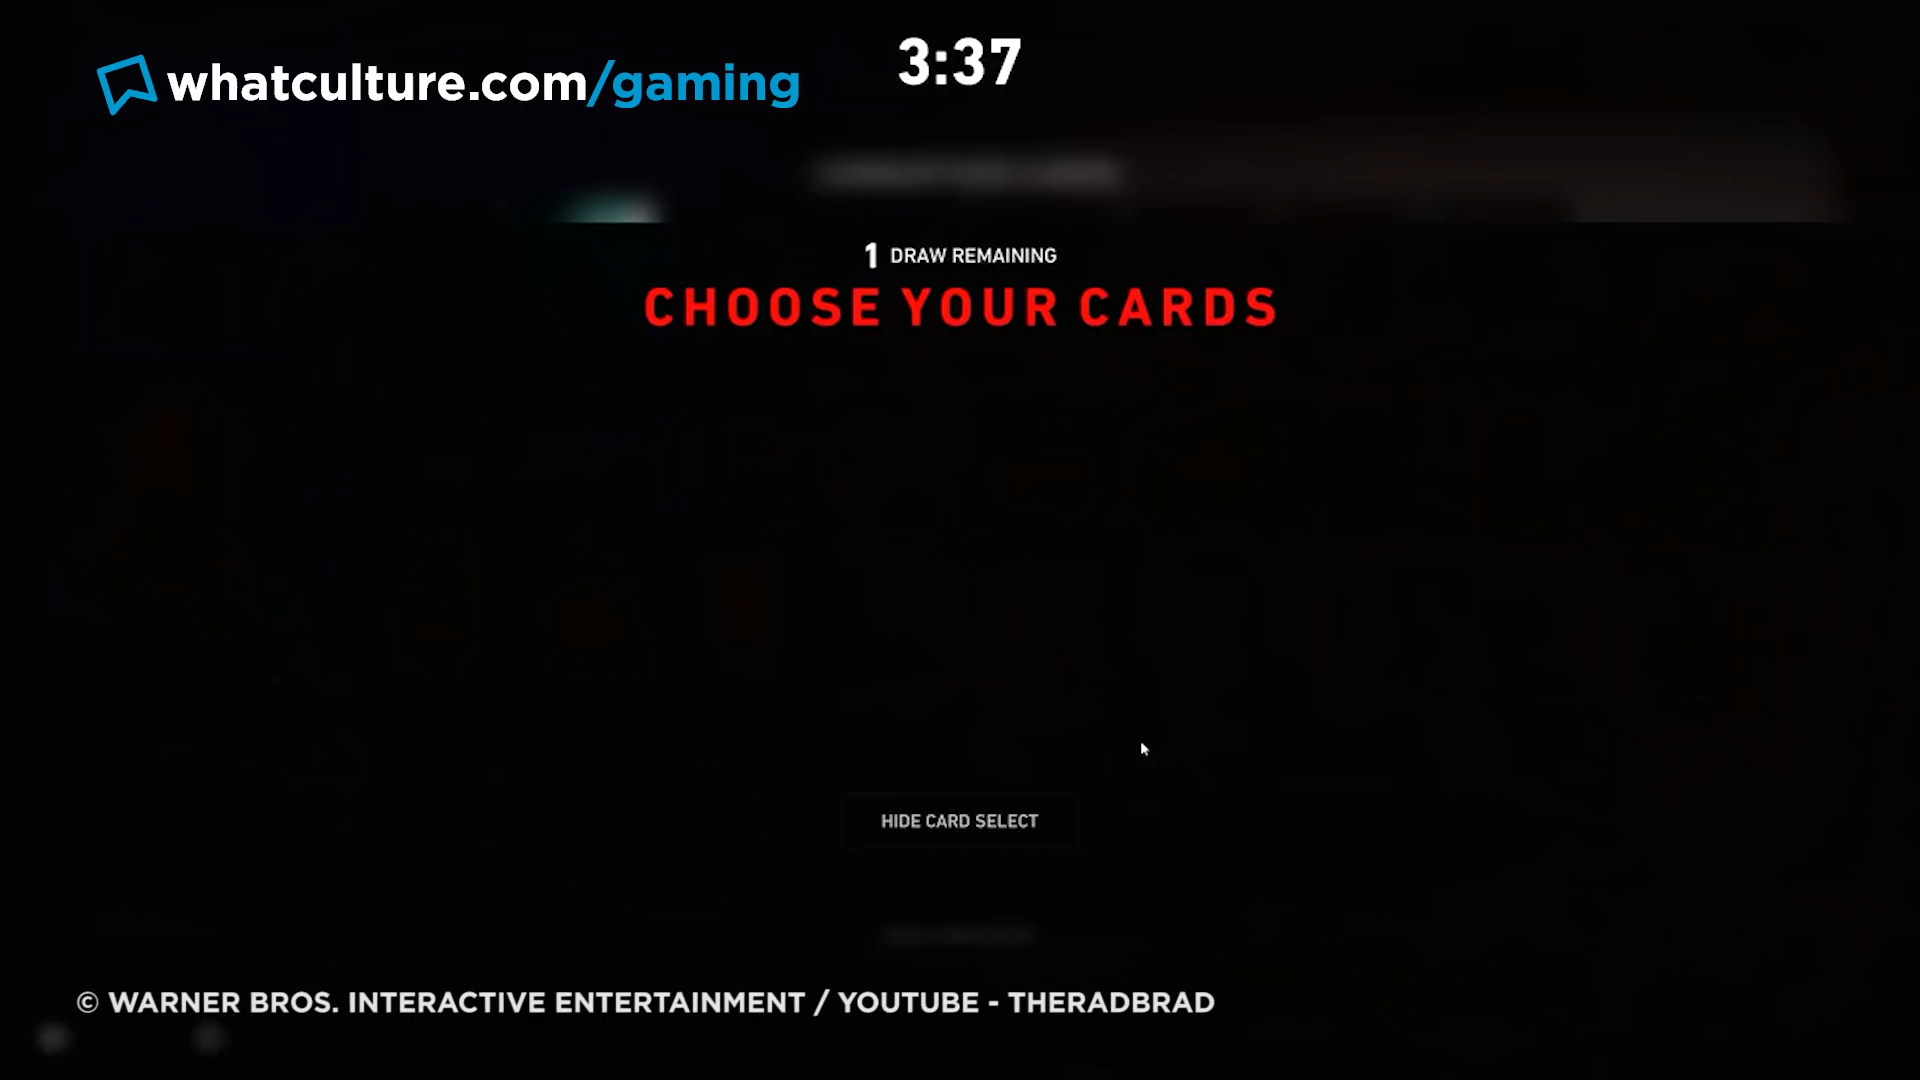 whatculture.com/gaming
3:37
1 DRAW REMAINING
CHOOSE YOUR CARDS
HIDE CARD SELECT
© WARNER BROS. INTERACTIVE ENTERTAINMENT / YOUTUBE - THERADBRAD